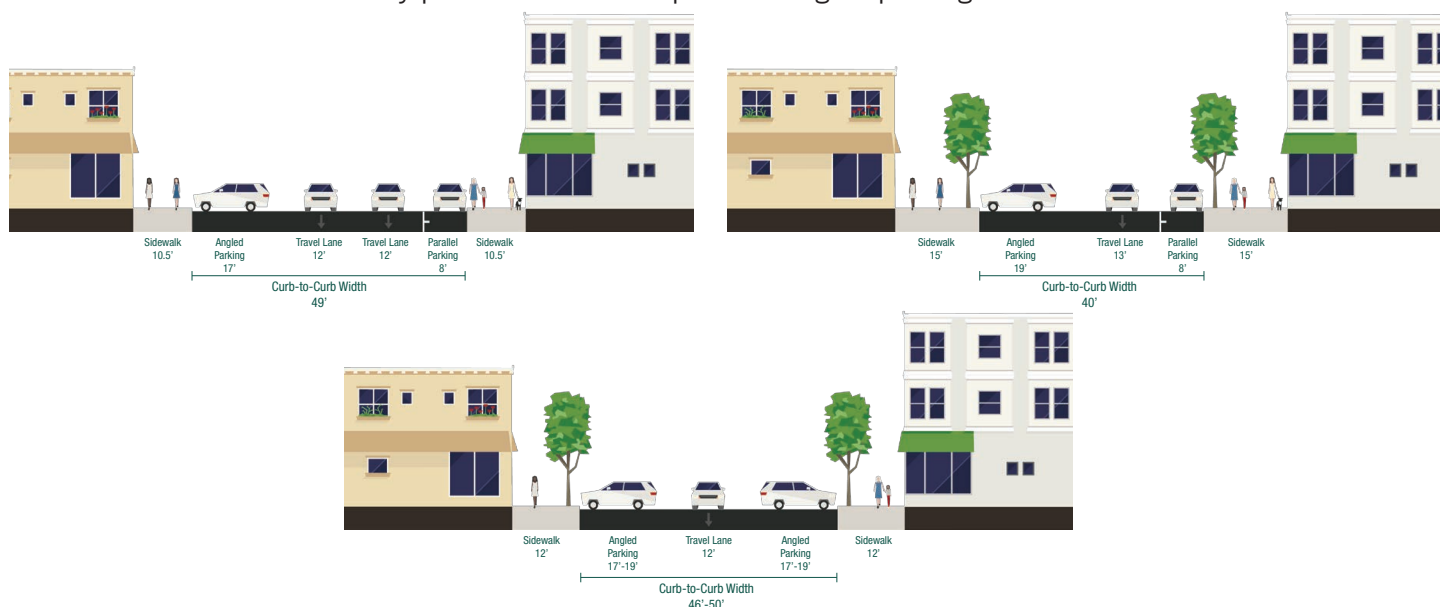 Sidewalk
10.5'
Angled
Parking
17'
Travel Lane
12'
Travel Lane
12'
Parallel
Parking
8'
Sidewalk
10.5'
Curb-to-Curb Width
49'
Sidewalk
15'
Angled
Parking
19'
Travel Lane
13'
Parallel
Parking
8'
Sidewalk
15'
Curb-to-Curb Width
40'
Sidewalk
12'
Angled
Parking
17'-19'
Travel Lane
12'
Angled
Parking
17'-19'
Sidewalk
12'
Curb-to-Curb Width
46'-50'